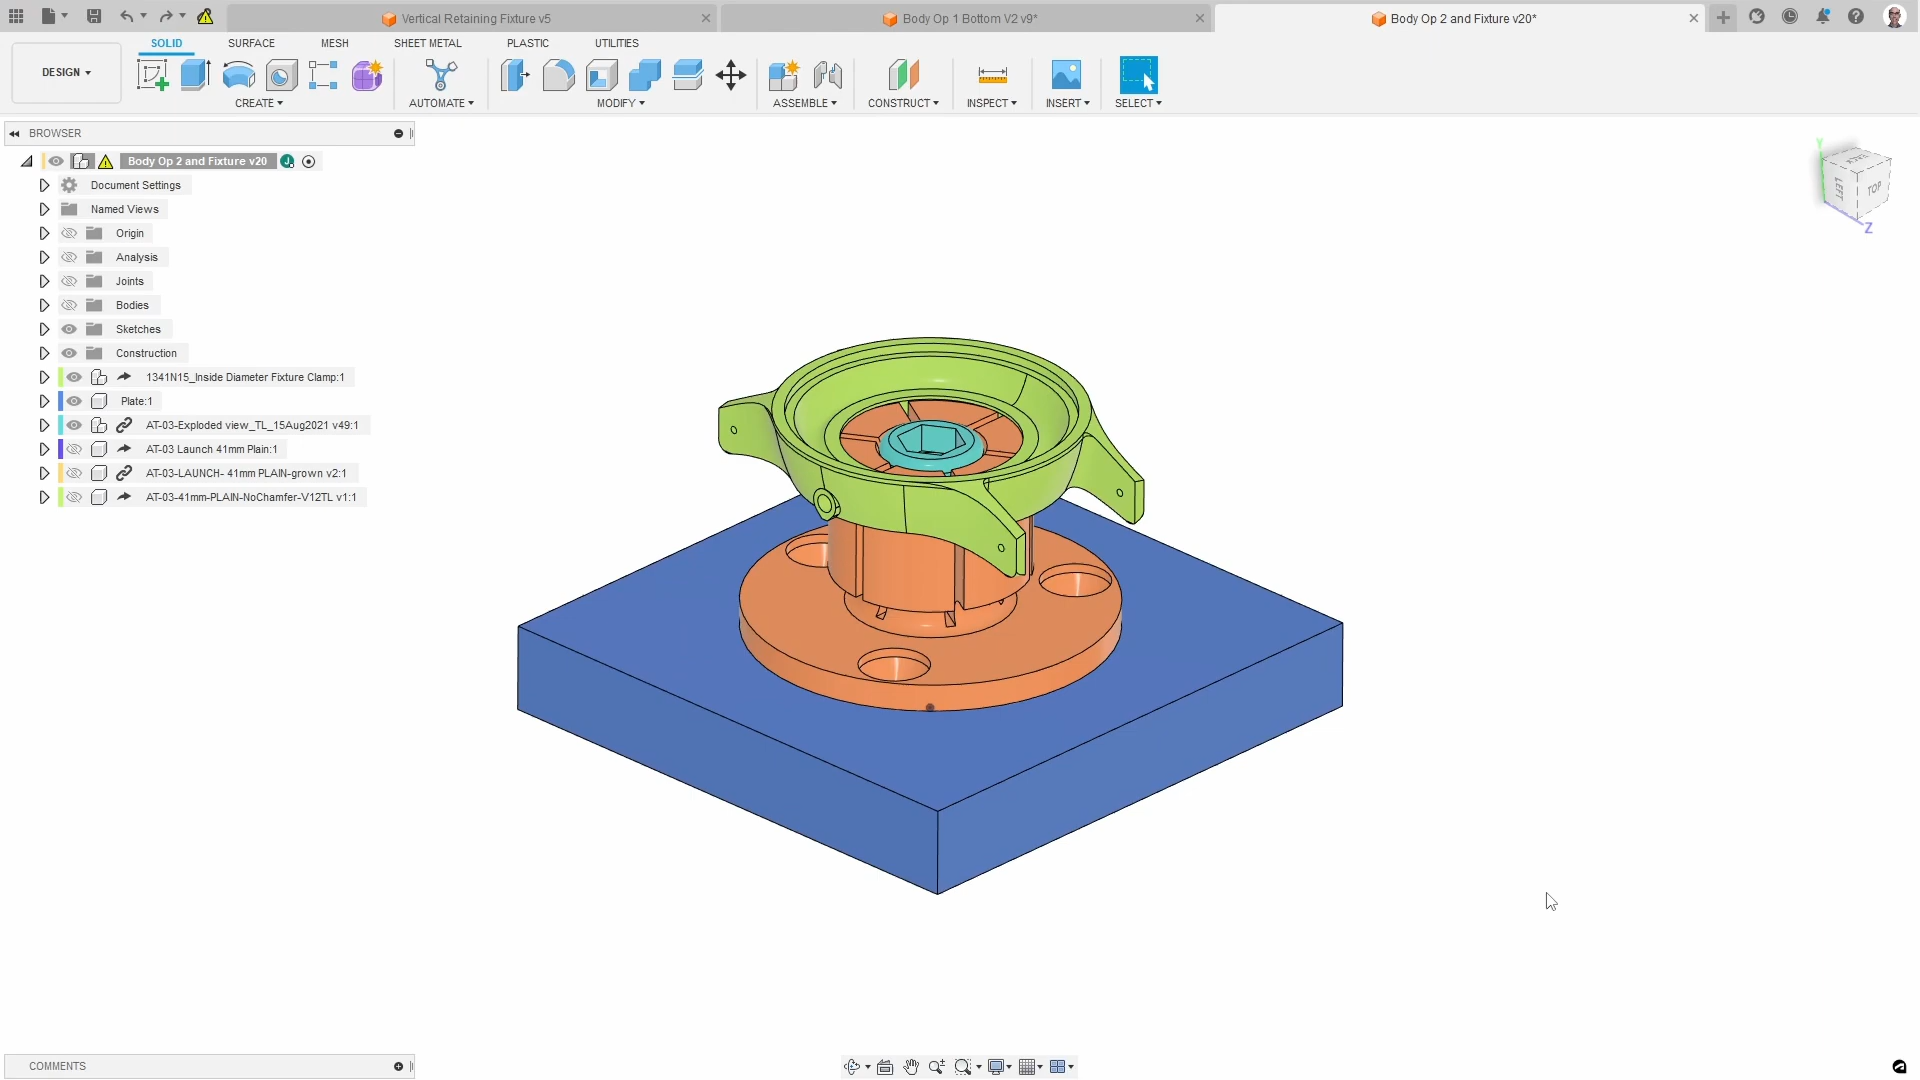 Vertical Retaining Fixture v5
Body Op 1 Bottom V2 v9*
Body Op 2 and Fixture v20*
SOLID
SURFACE
MESH
SHEET METAL
PLASTIC
UTILITIES
DESIGN
CREATE
AUTOMATE
MODIFY
ASSEMBLE
CONSTRUCT
INSPECT
INSERT
SELECT
BROWSER
Body Op 2 and Fixture v20
Document Settings
Named Views
Origin
Analysis
Joints
Bodies
Sketches
Construction
1341N15_Inside Diameter Fixture Clamp:1
Plate:1
AT-03-Exploded view_TL_15Aug2021 v49:1
AT-03 Launch 41mm Plain:1
AT-03-LAUNCH- 41mm PLAIN-grown v2:1
AT-03-41mm-PLAIN-NoChamfer-V12TL v1:1
Y
BACK
LEFT
TOP
Z
COMMENTS